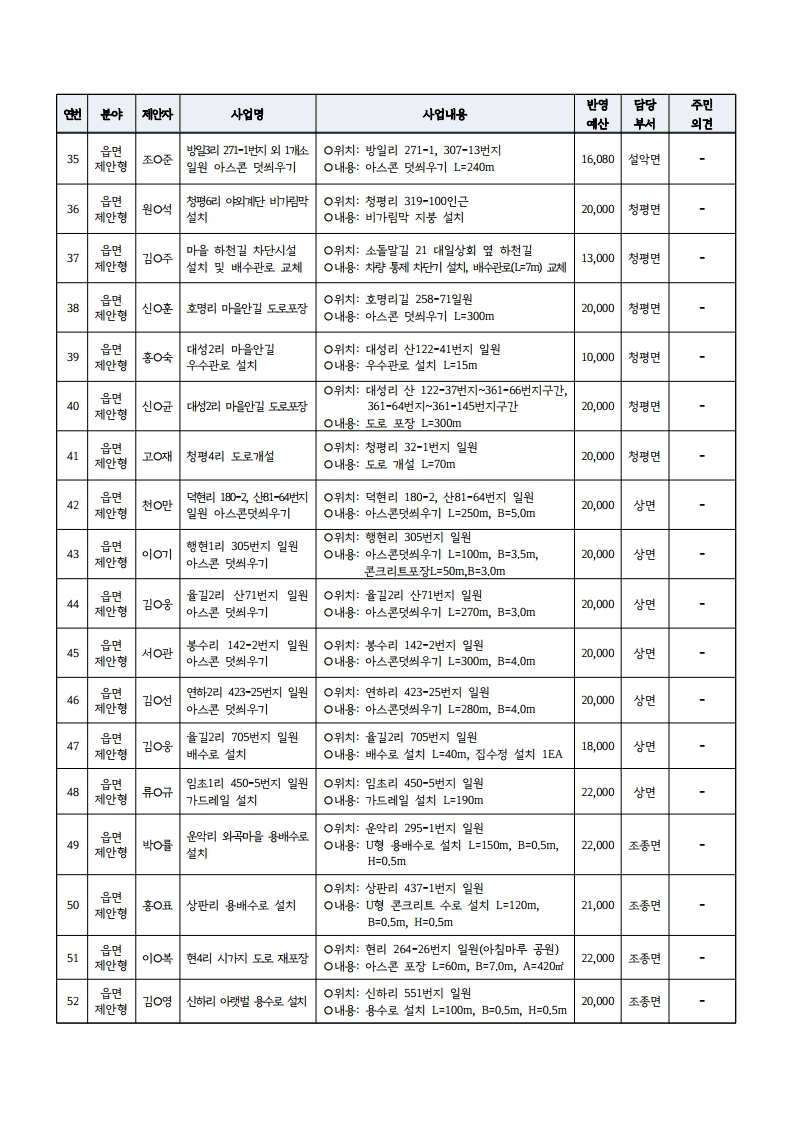 연번 분야 제안자 사업명 사업내용 반영 예산 담당 부서 주민 의견
35 읍면 제안형 조O준 방일3리 271-1번지 외 1개소 일원 아스콘 덧씌우기 ○위치: 방일리 271-1, 307-13번지 16,080 설악면 -
○내용: 아스콘 덧씌우기 L=240m
36 읍면 제안형 원O석 청평6리 야외계단 비가림막 설치 ○위치: 청평리 319-100인근 20,000 청평면 -
○내용: 비가림막 지붕 설치
37 읍면 제안형 김O주 마을 하천길 차단시설 설치 및 배수관로 교체 ○위치: 소돌말길 21 대일상회 옆 하천길 13,000 청평면 -
○내용: 차량 통제 차단기 설치, 배수관로(L=7m) 교체
38 읍면 제안형 신O훈 호명리 마을안길 도로포장 ○위치: 호명리길 258-71일원 20,000 청평면 -
○내용: 아스콘 덧씌우기 L=300m
39 읍면 제안형 홍O숙 대성2리 마을안길 우수관로 설치 ○위치: 대성리 산122-41번지 일원 10,000 청평면 -
○내용: 우수관로 설치 L=15m
40 읍면 제안형 신O균 대성2리 마을안길 도로포장 ○위치: 대성리 산 122-37번지~361-66번지구간, 20,000 청평면 -
361-64번지~361-145번지구간
○내용: 도로 포장 L=300m
41 읍면 제안형 고O재 청평4리 도로개설 ○위치: 청평리 32-1번지 일원 20,000 청평면 -
○내용: 도로 개설 L=70m
42 읍면 제안형 천O만 덕현리 180-2, 산81-64번지 일원 아스콘덧씌우기 ○위치: 덕현리 180-2, 산81-64번지 일원 20,000 상면 -
○내용: 아스콘덧씌우기 L=250m, B=5.0m
43 읍면 제안형 이O기 행현1리 305번지 일원 아스콘 덧씌우기 ○위치: 행현리 305번지 일원 20,000 상면 -
○내용: 아스콘덧씌우기 L=100m, B=3.5m,
콘크리트포장L=50m,B=3.0m
44 읍면 제안형 김O웅 율길2리 산71번지 일원 아스콘 덧씌우기 ○위치: 율길2리 산71번지 일원 20,000 상면 -
○내용: 아스콘덧씌우기 L=270m, B=3.0m
45 읍면 제안형 서O관 봉수리 142-2번지 일원 아스콘 덧씌우기 ○위치: 봉수리 142-2번지 일원 20,000 상면 -
○내용: 아스콘덧씌우기 L=300m, B=4.0m
46 읍면 제안형 김O선 연하2리 423-25번지 일원 아스콘 덧씌우기 ○위치: 연하리 423-25번지 일원 20,000 상면 -
○내용: 아스콘덧씌우기 L=280m, B=4.0m
47 읍면 제안형 김O웅 율길2리 705번지 일원 배수로 설치 ○위치: 율길2리 705번지 일원 18,000 상면 -
○내용: 배수로 설치 L=40m, 집수정 설치 1EA
48 읍면 제안형 류O규 임초1리 450-5번지 일원 가드레일 설치 ○위치: 임초리 450-5번지 일원 22,000 상면 -
○내용: 가드레일 설치 L=190m
49 읍면 제안형 박O률 운악리 와곡마을 용배수로 설치 ○위치: 운악리 295-1번지 일원 22,000 조종면 -
○내용: U형 용배수로 설치 L=150m, B=0.5m,
H=0.5m
50 읍면 제안형 홍O표 상판리 용배수로 설치 ○위치: 상판리 437-1번지 일원 21,000 조종면 -
○내용: U형 콘크리트 수로 설치 L=120m,
B=0.5m, H=0.5m
51 읍면 제안형 이O복 현4리 시가지 도로 재포장 ○위치: 현리 264-26번지 일원(아침마루 공원) 22,000 조종면 -
○내용: 아스콘 포장 L=60m, B=7.0m, A=420㎡
52 읍면 제안형 김O영 신하리 아랫벌 용수로 설치 ○위치: 신하리 551번지 일원 20,000 조종면 -
○내용: 용수로 설치 L=100m, B=0.5m, H=0.5m